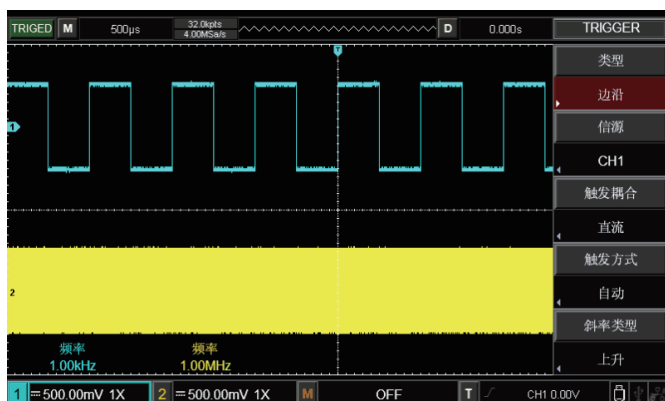 TRIGED M 500μs 32.0kpts 4.00MSa/s D 0.000s TRIGGER
T
类型
边沿
1
信源
CH1
触发耦合
直流
触发方式
2
自动
斜率类型
频率 频率
1.00kHz 1.00MHz
上升
1 500.00mV 1X 2 500.00mV 1X M OFF T CH1 0.00V